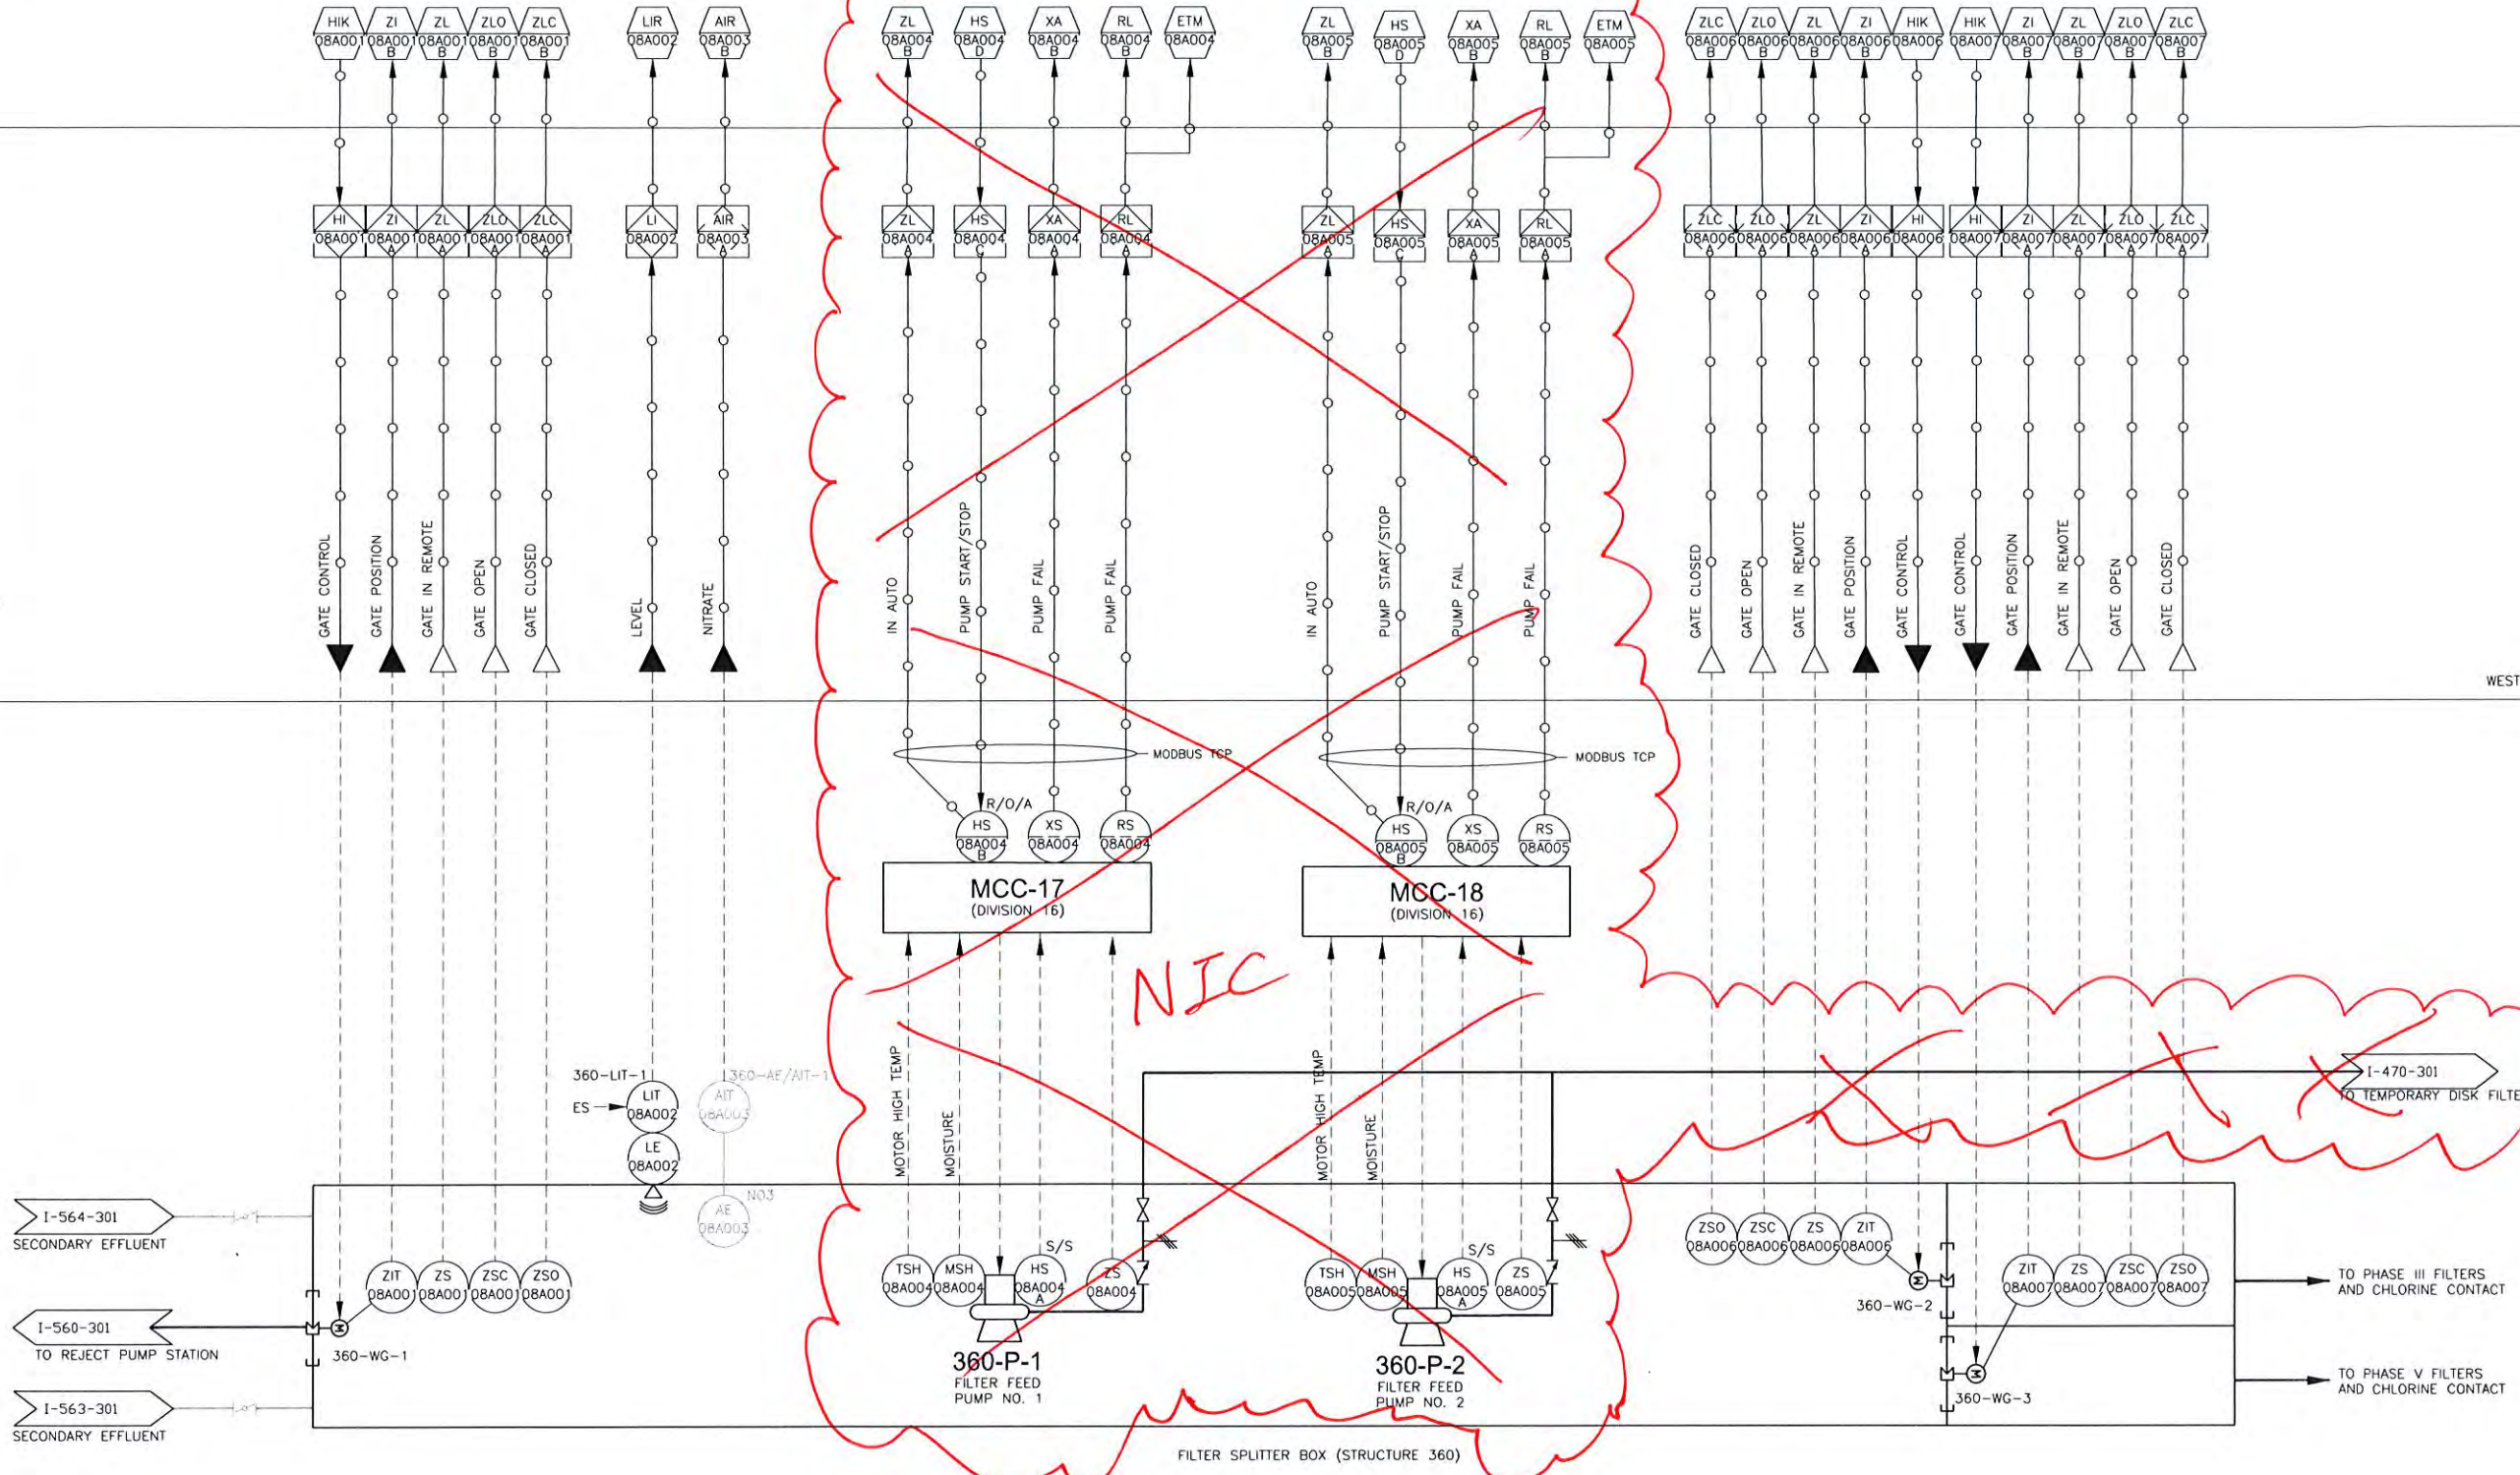 HIK 08A001
ZI 08A001 B
ZL 08A001 B
ZLO 08A001 B
ZLC 08A001 B
LIR 08A002
AIR 08A003 B
ZL 08A004 B
HS 08A004 D
XA 08A004 B
RL 08A004 B
ETM 08A004
ZL 08A005 B
HS 08A005 D
XA 08A005 B
RL 08A005 B
ETM 08A005
ZLC 08A006 B
ZLO 08A006 B
ZL 08A006 B
ZI 08A006 B
HIK 08A006
HIK 08A007
ZI 08A007 B
ZL 08A007 B
ZLO 08A007 B
ZLC 08A007 B
HI 08A001
ZI 08A001 A
ZL 08A001 A
ZLO 08A001 A
ZLC 08A001 A
LI 08A002
AIR 08A003 A
ZL 08A004 A
HS 08A004 C
XA 08A004 A
RL 08A004 A
ZL 08A005 A
HS 08A005 C
XA 08A005 A
RL 08A005 A
ZLC 08A006 A
ZLO 08A006 A
ZL 08A006 A
ZI 08A006 A
HI 08A006
HI 08A007
ZI 08A007 A
ZL 08A007 A
ZLO 08A007 A
ZLC 08A007 A
GATE CONTROL
GATE POSITION
GATE IN REMOTE
GATE OPEN
GATE CLOSED
LEVEL
NITRATE
IN AUTO
PUMP START/STOP
PUMP FAIL
PUMP FAIL
IN AUTO
PUMP START/STOP
PUMP FAIL
PUMP FAIL
GATE CLOSED
GATE OPEN
GATE IN REMOTE
GATE POSITION
GATE CONTROL
GATE CONTROL
GATE POSITION
GATE IN REMOTE
GATE OPEN
GATE CLOSED
WEST
MODBUS TCP
MODBUS TCP
R/O/A
HS 08A004 B
XS 08A004
RS 08A004
R/O/A
HS 08A005 B
XS 08A005
RS 08A005
MCC-17
(DIVISION 16)
MCC-18
(DIVISION 16)
NIC
MOTOR HIGH TEMP
MOISTURE
MOTOR HIGH TEMP
MOISTURE
360-LIT-1
ES
LIT 08A002
LE 08A002
360-AE/AIT-1
AIT 08A003
NO3
AE 08A003
I-470-301
TO TEMPORARY DISK FILTE
I-564-301
SECONDARY EFFLUENT
I-560-301
TO REJECT PUMP STATION
I-563-301
SECONDARY EFFLUENT
360-WG-1
ZIT 08A001
ZS 08A001
ZSC 08A001
ZSO 08A001
TSH 08A004
MSH 08A004
S/S
HS 08A004 A
ZS 08A004
360-P-1
FILTER FEED
PUMP NO. 1
TSH 08A005
MSH 08A005
S/S
HS 08A005 A
ZS 08A005
360-P-2
FILTER FEED
PUMP NO. 2
ZSO 08A006
ZSC 08A006
ZS 08A006
ZIT 08A006
M
360-WG-2
ZIT 08A007
ZS 08A007
ZSC 08A007
ZSO 08A007
M
360-WG-3
TO PHASE III FILTERS
AND CHLORINE CONTACT
TO PHASE V FILTERS
AND CHLORINE CONTACT
FILTER SPLITTER BOX (STRUCTURE 360)